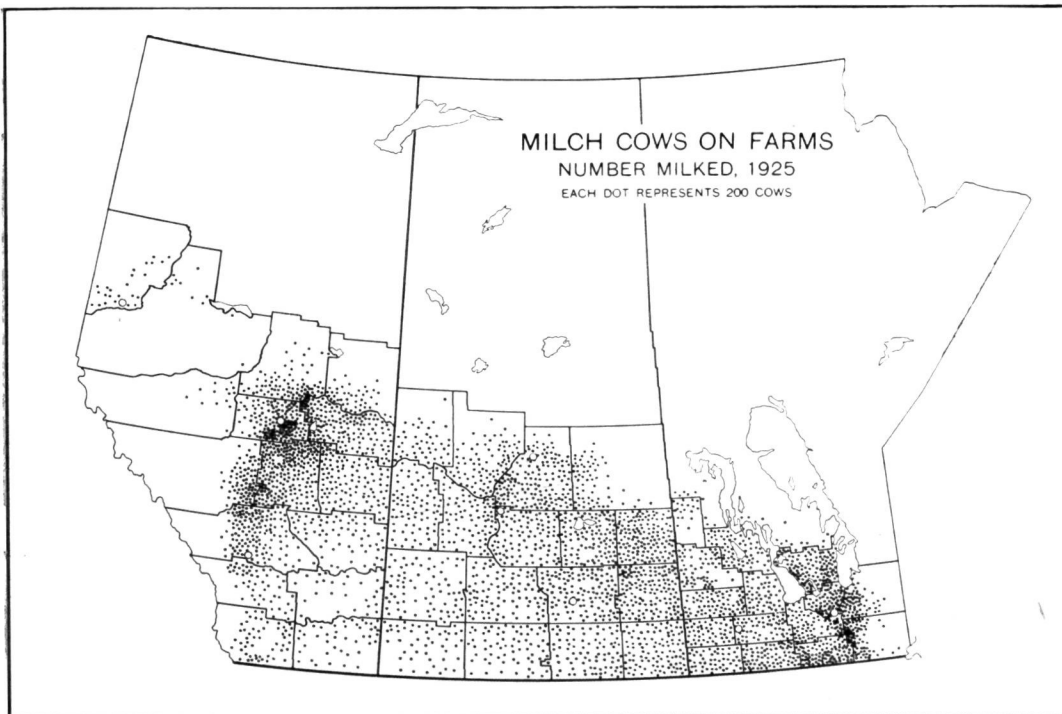 MILCH COWS ON FARMS
NUMBER MILKED, 1925
EACH DOT REPRESENTS 200 COWS